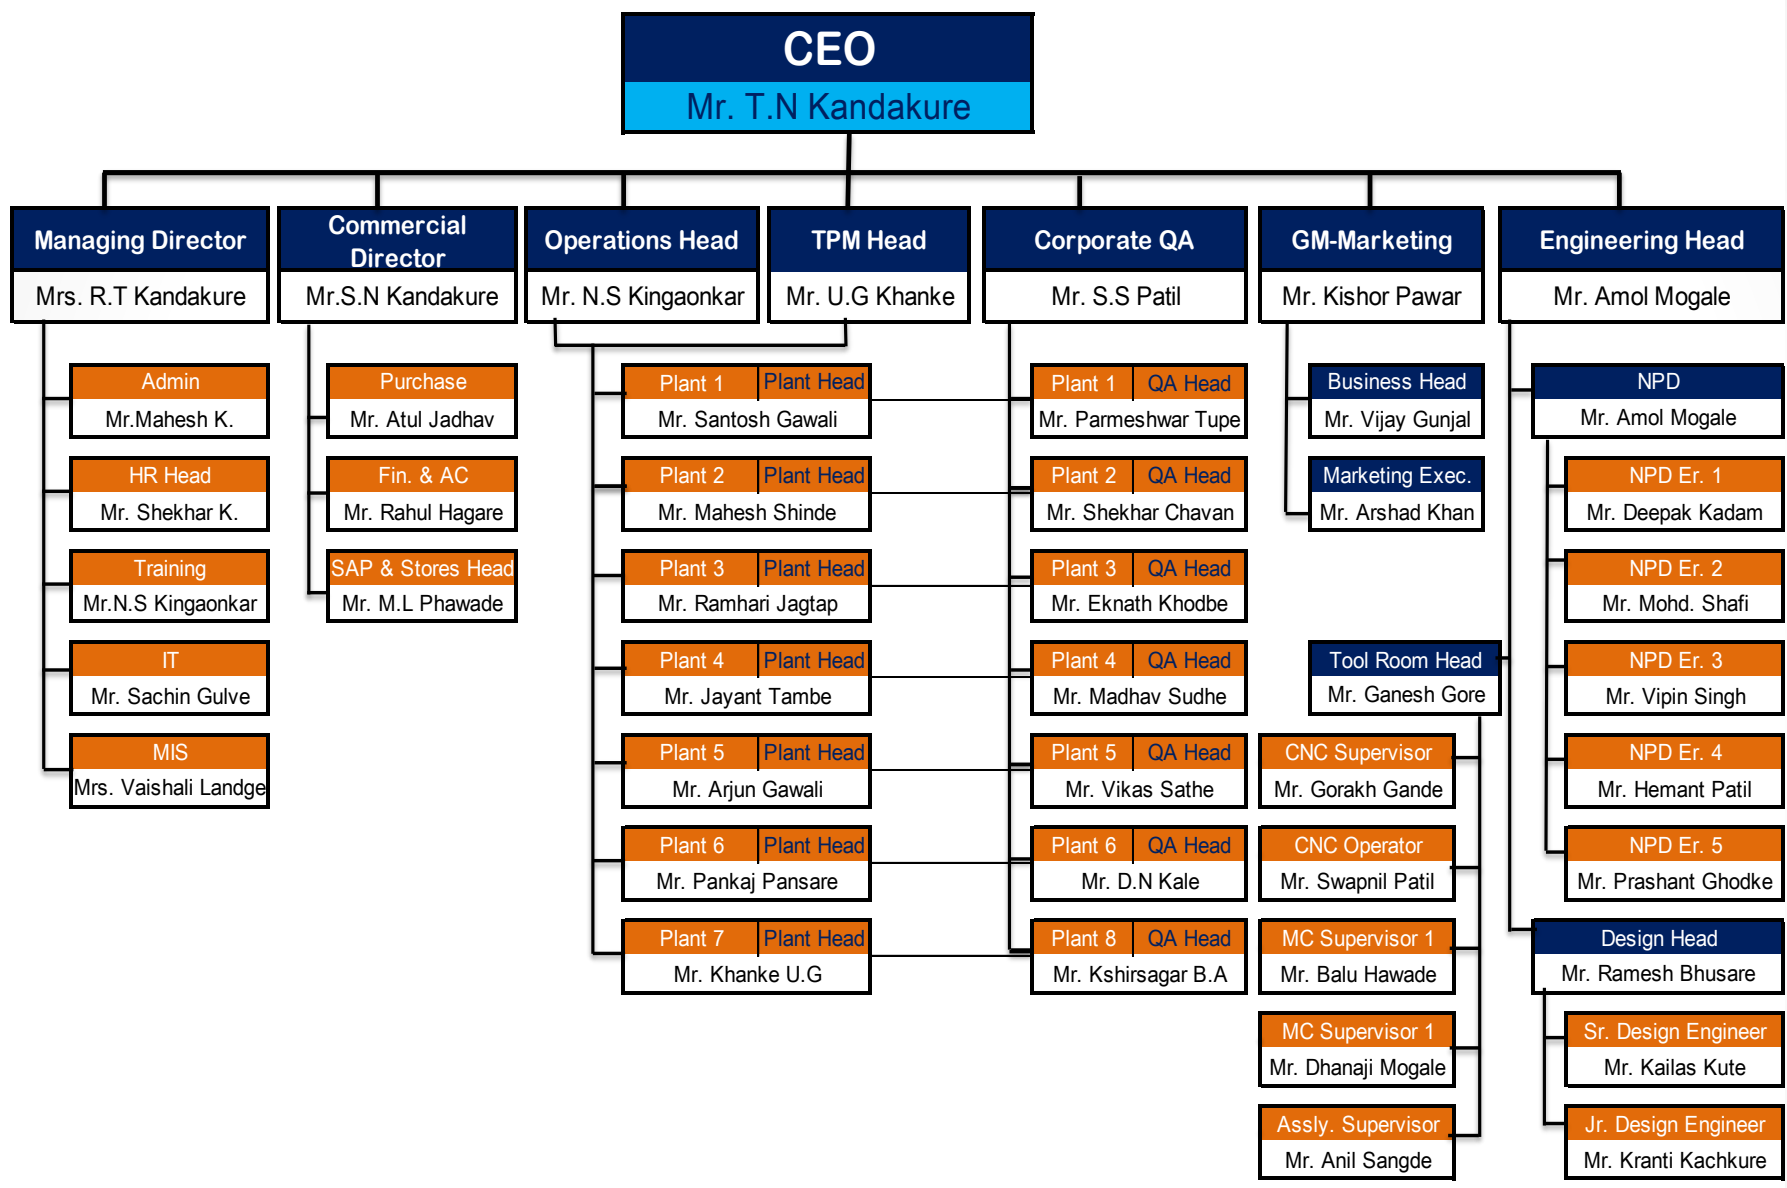 CEO
Mr. T.N Kandakure
Managing Director
Mrs. R.T Kandakure
Commercial
Director
Mr.S.N Kandakure
Operations Head
Mr. N.S Kingaonkar
TPM Head
Mr. U.G Khanke
Corporate QA
Mr. S.S Patil
GM-Marketing
Mr. Kishor Pawar
Engineering Head
Mr. Amol Mogale
Admin
Mr.Mahesh K.
HR Head
Mr. Shekhar K.
Training
Mr.N.S Kingaonkar
IT
Mr. Sachin Gulve
MIS
Mrs. Vaishali Landge
Purchase
Mr. Atul Jadhav
Fin. & AC
Mr. Rahul Hagare
SAP & Stores Head
Mr. M.L Phawade
Plant 1 Plant Head
Mr. Santosh Gawali
Plant 2 Plant Head
Mr. Mahesh Shinde
Plant 3 Plant Head
Mr. Ramhari Jagtap
Plant 4 Plant Head
Mr. Jayant Tambe
Plant 5 Plant Head
Mr. Arjun Gawali
Plant 6 Plant Head
Mr. Pankaj Pansare
Plant 7 Plant Head
Mr. Khanke U.G
Plant 1 QA Head
Mr. Parmeshwar Tupe
Plant 2 QA Head
Mr. Shekhar Chavan
Plant 3 QA Head
Mr. Eknath Khodbe
Plant 4 QA Head
Mr. Madhav Sudhe
Plant 5 QA Head
Mr. Vikas Sathe
Plant 6 QA Head
Mr. D.N Kale
Plant 8 QA Head
Mr. Kshirsagar B.A
Business Head
Mr. Vijay Gunjal
Marketing Exec.
Mr. Arshad Khan
Tool Room Head
Mr. Ganesh Gore
CNC Supervisor
Mr. Gorakh Gande
CNC Operator
Mr. Swapnil Patil
MC Supervisor 1
Mr. Balu Hawade
MC Supervisor 1
Mr. Dhanaji Mogale
Assly. Supervisor
Mr. Anil Sangde
NPD
Mr. Amol Mogale
NPD Er. 1
Mr. Deepak Kadam
NPD Er. 2
Mr. Mohd. Shafi
NPD Er. 3
Mr. Vipin Singh
NPD Er. 4
Mr. Hemant Patil
NPD Er. 5
Mr. Prashant Ghodke
Design Head
Mr. Ramesh Bhusare
Sr. Design Engineer
Mr. Kailas Kute
Jr. Design Engineer
Mr. Kranti Kachkure